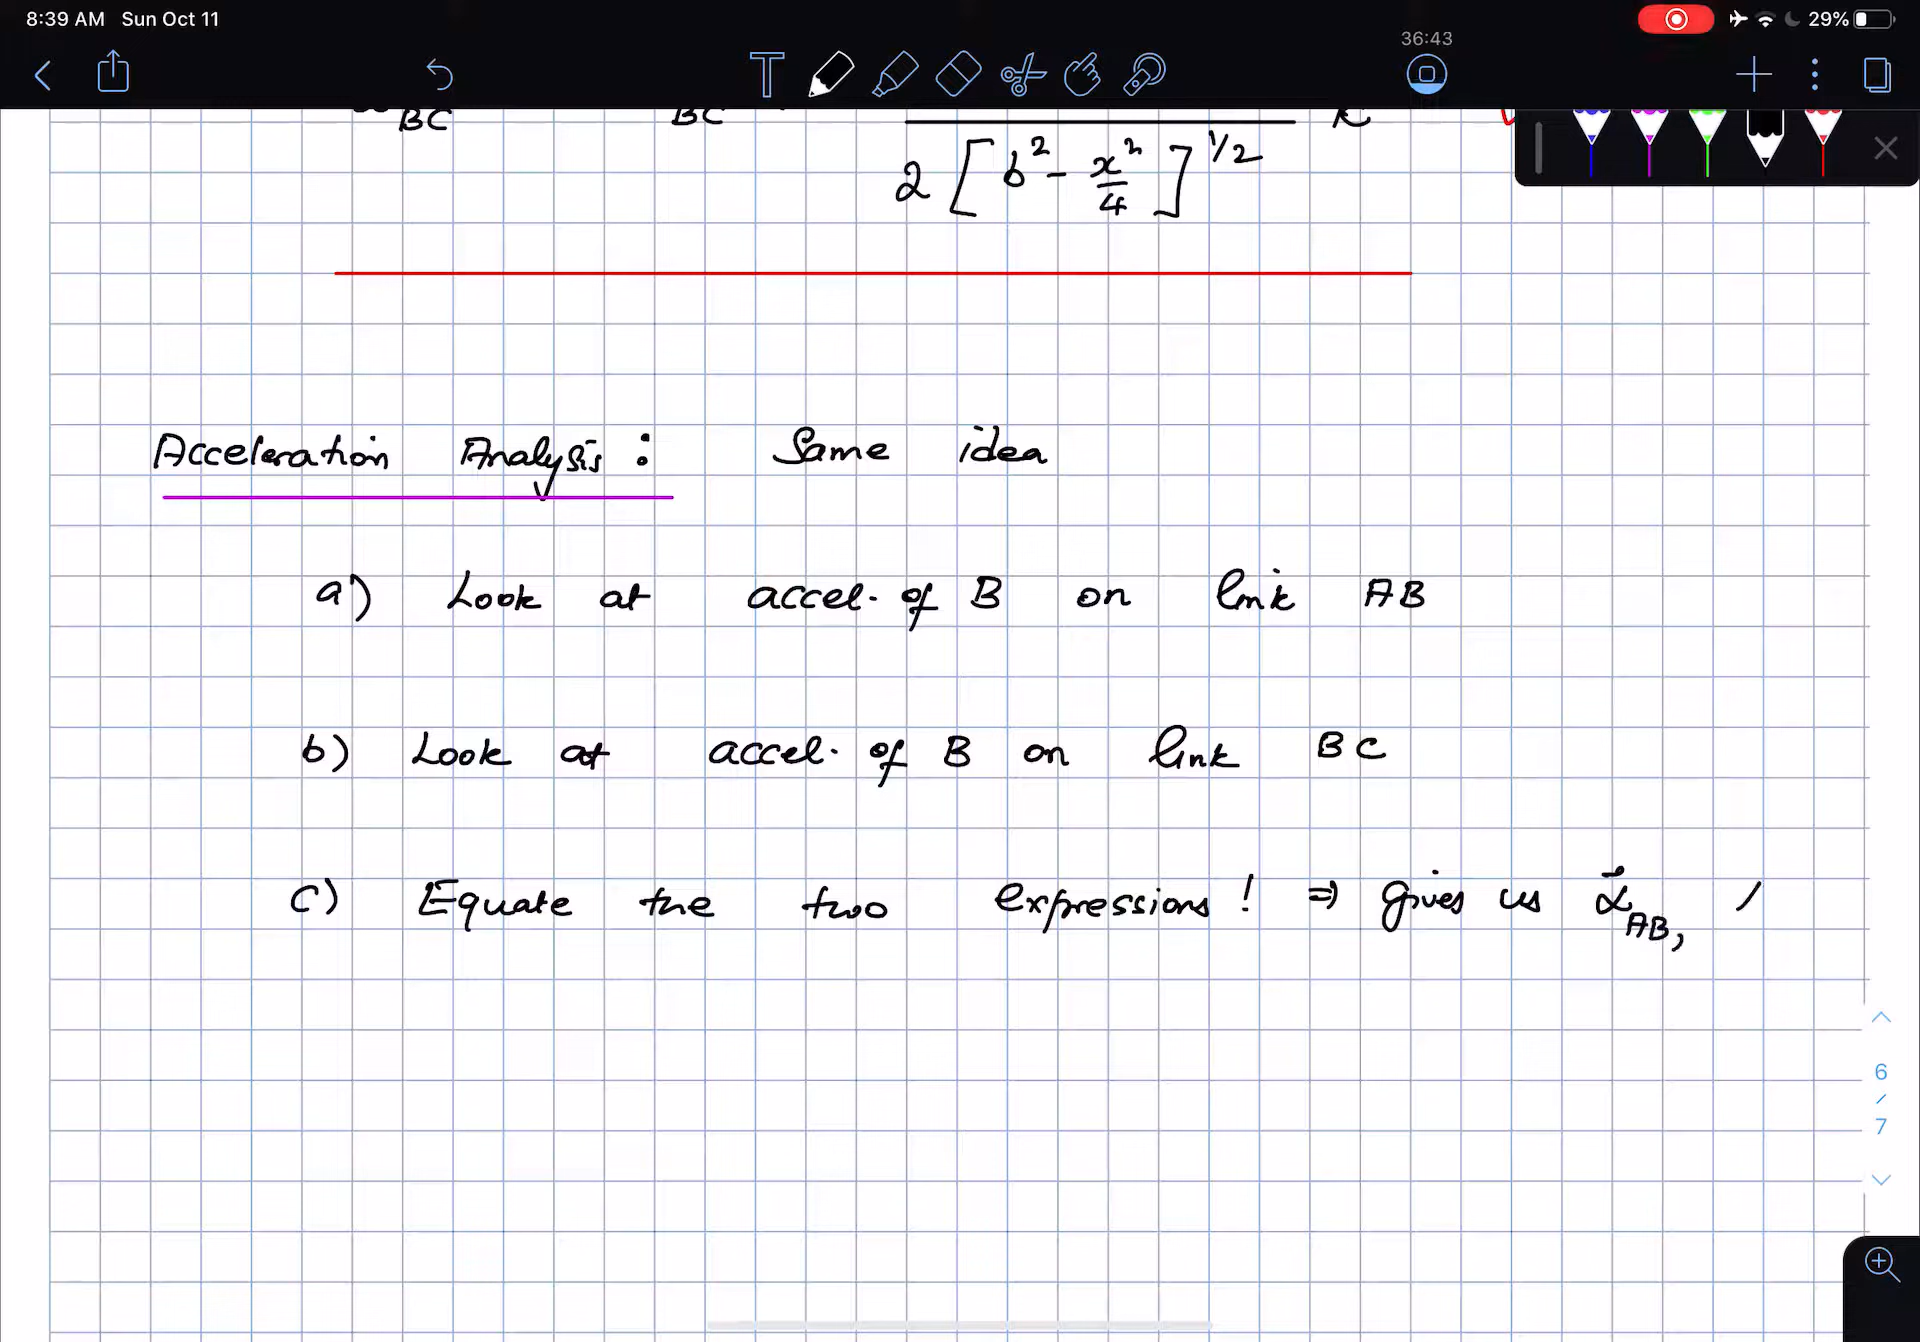 8:39 AM Sun Oct 11
29%
36:43
T
BC BC
2 [ b² - x²/4 ]^1/2
Acceleration Analysis : Same idea
a) Look at accel. of B on link AB
b) Look at accel. of B on link BC
c) Equate the two expressions ! ⇒ gives us α⃗_AB,
6
/
7